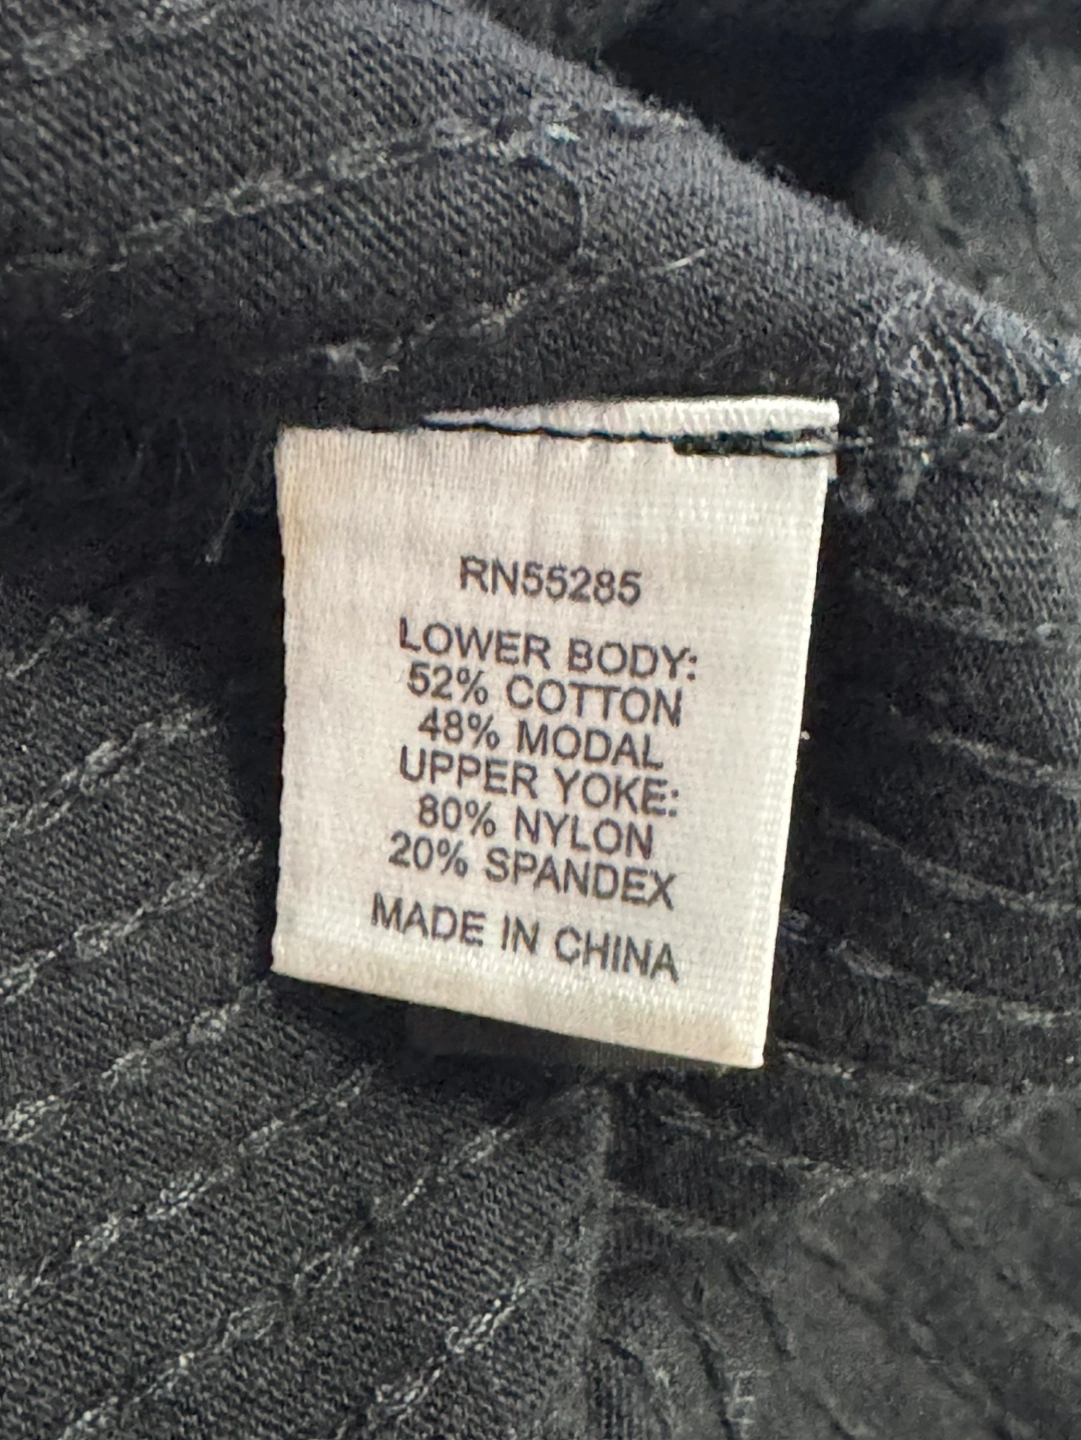 RN55285
LOWER BODY:
52% COTTON
48% MODAL
UPPER YOKE:
80% NYLON
20% SPANDEX
MADE IN CHINA